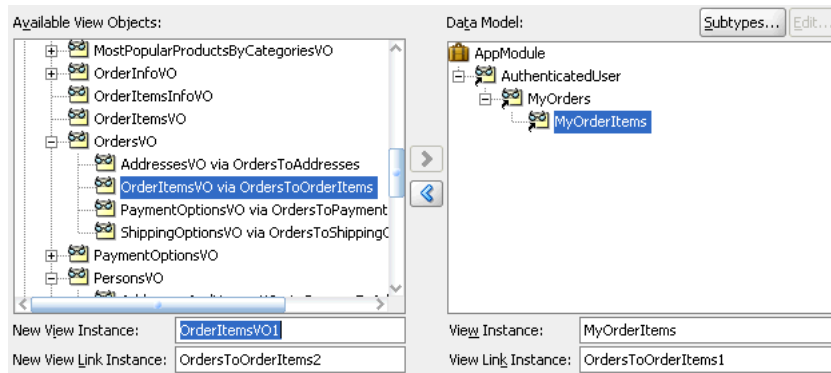 Available View Objects:
MostPopularProductsByCategoriesVO
OrderInfoVO
OrderItemsInfoVO
OrderItemsVO
OrdersVO
AddressesVO via OrdersToAddresses
OrderItemsVO via OrdersToOrderItems
PaymentOptionsVO via OrdersToPayment
ShippingOptionsVO via OrdersToShipping
PaymentOptionsVO
PersonsVO
New View Instance: OrderItemsVO1
New View Link Instance: OrdersToOrderItems2
Data Model: Subtypes... Edit...
AppModule
AuthenticatedUser
MyOrders
MyOrderItems
View Instance: MyOrderItems
View Link Instance: OrdersToOrderItems1